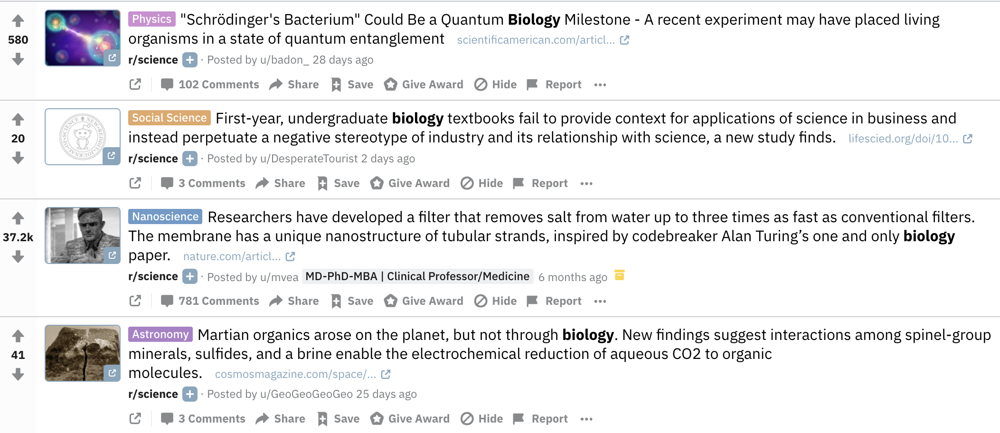 Physics "Schrödinger's Bacterium" Could Be a Quantum Biology Milestone - A recent experiment may have placed living
580
organisms in a state of quantum entanglement scientificamerican.com/articl...
r/science · Posted by u/badon_ 28 days ago
102 Comments Share Save Give Award Hide Report ...
Social Science First-year, undergraduate biology textbooks fail to provide context for applications of science in business and
20
instead perpetuate a negative stereotype of industry and its relationship with science, a new study finds. lifescied.org/doi/10...
JOURNAL·OF·SCIENCE NEW·REDDIT
r/science · Posted by u/DesperateTourist 2 days ago
3 Comments Share Save Give Award Hide Report ...
Nanoscience Researchers have developed a filter that removes salt from water up to three times as fast as conventional filters.
37.2k
The membrane has a unique nanostructure of tubular strands, inspired by codebreaker Alan Turing’s one and only biology
paper. nature.com/articl...
r/science · Posted by u/mvea MD-PhD-MBA | Clinical Professor/Medicine 6 months ago
781 Comments Share Save Give Award Hide Report ...
Astronomy Martian organics arose on the planet, but not through biology. New findings suggest interactions among spinel-group
41
minerals, sulfides, and a brine enable the electrochemical reduction of aqueous CO2 to organic
molecules. cosmosmagazine.com/space/...
r/science · Posted by u/GeoGeoGeoGeo 25 days ago
3 Comments Share Save Give Award Hide Report ...